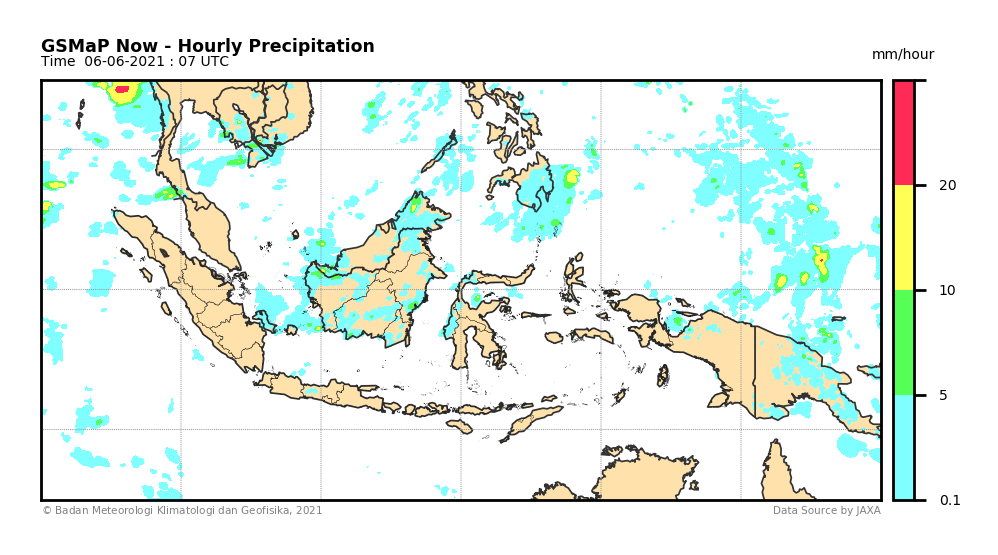 GSMaP Now - Hourly Precipitation
Time  06-06-2021 : 07 UTC
mm/hour
20
10
5
0.1
© Badan Meteorologi Klimatologi dan Geofisika, 2021
Data Source by JAXA